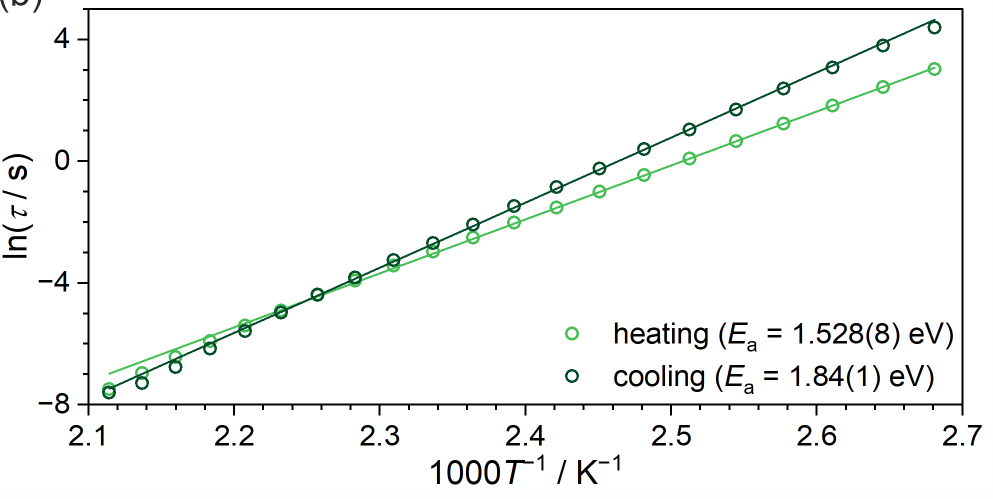 (b)
ln(τ / s)
4
0
−4
−8
heating (Eₐ = 1.528(8) eV)
cooling (Eₐ = 1.84(1) eV)
2.1 2.2 2.3 2.4 2.5 2.6 2.7
1000T⁻¹ / K⁻¹